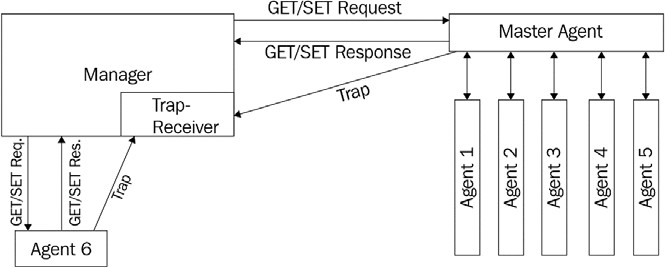 GET/SET Request
Master Agent
GET/SET Response
Manager
Trap-
Receiver
Trap
GET/SET Req.
GET/SET Res.
Trap
Agent 1
Agent 2
Agent 3
Agent 4
Agent 5
Agent 6